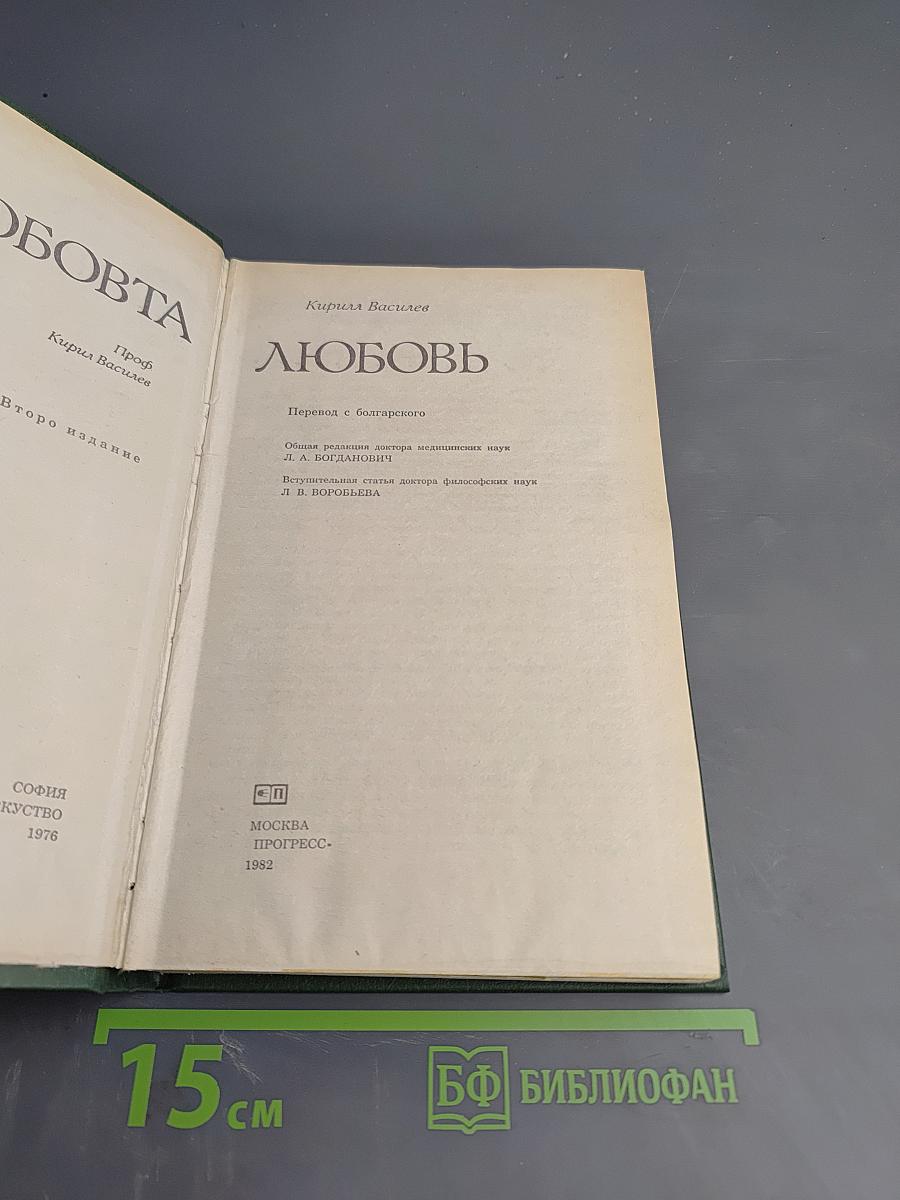 ОБОВТА
Проф
Кирил Василев
Второ издание
СОФИЯ
КУСТВО
1976
Кирилл Василев
ЛЮБОВЬ
Перевод с болгарского
Общая редакция доктора медицинских наук
Л. А. БОГДАНОВИЧ
Вступительная статья доктора философских наук
Л В. ВОРОБЬЕВА
П
МОСКВА
ПРОГРЕСС»
1982
15 см
БФ БИБЛИОФАН